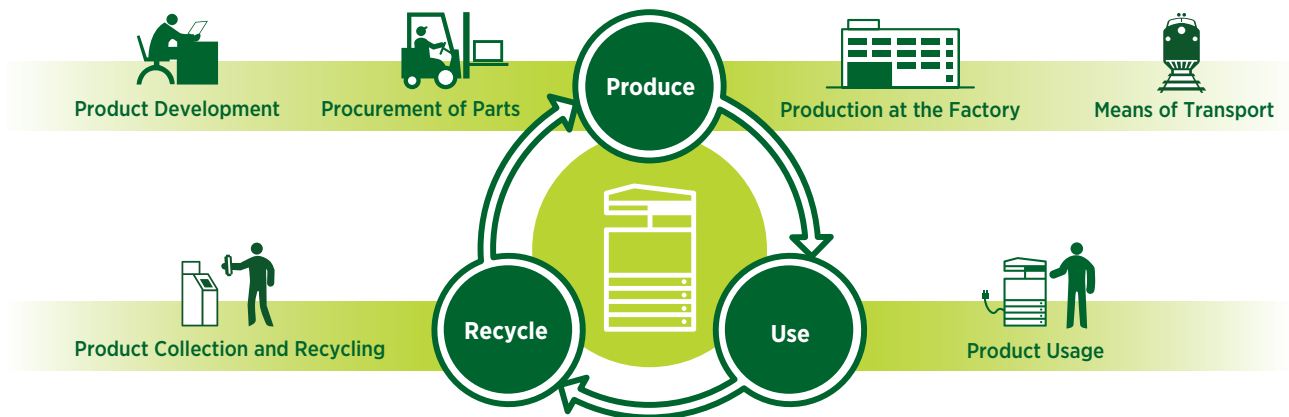 Produce
Product Development
Procurement of Parts
Production at the Factory
Means of Transport
Recycle
Use
Product Collection and Recycling
Product Usage